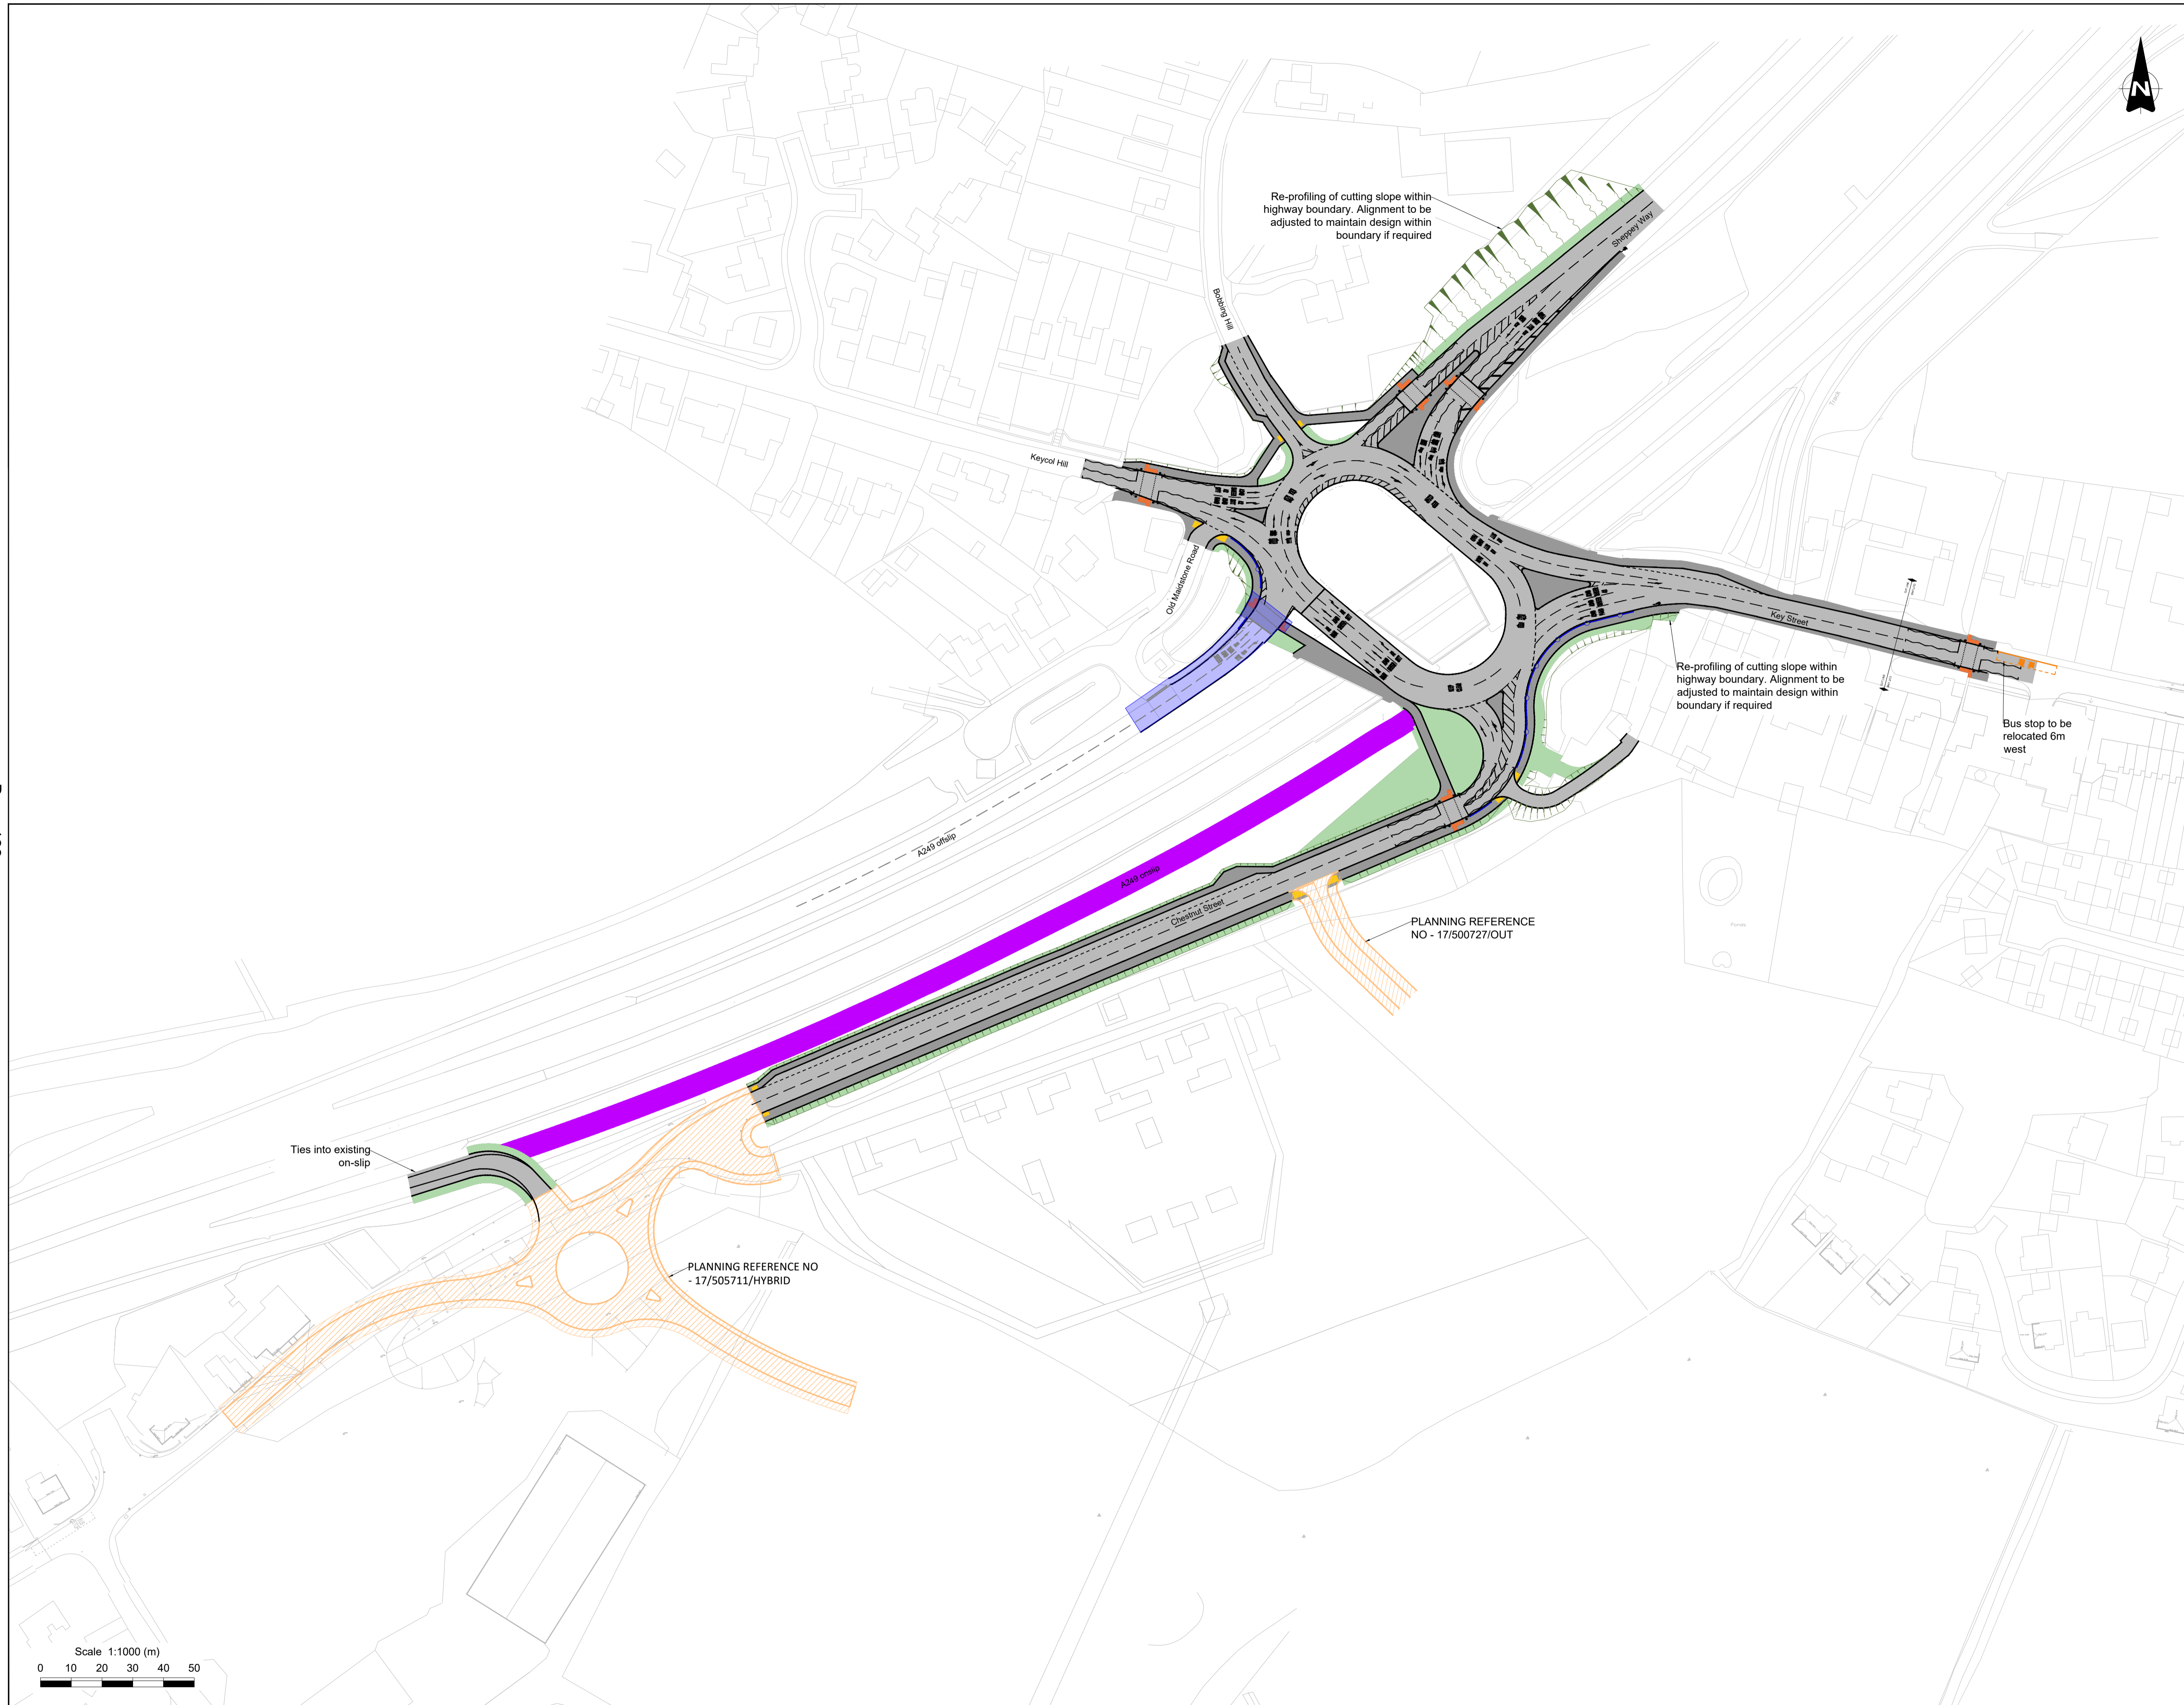 N
Re-profiling of cutting slope within
highway boundary. Alignment to be
adjusted to maintain design within
boundary if required
Sheppey Way
Bobbing Hill
Track
Keycol Hill
Old Maidstone Road
Key Street
Re-profiling of cutting slope within
highway boundary. Alignment to be
adjusted to maintain design within
boundary if required
Bus stop to be
relocated 6m
west
A249 offslip
A249 onslip
Chestnut Street
PLANNING REFERENCE
NO - 17/500727/OUT
Ponds
Ties into existing
on-slip
PLANNING REFERENCE NO
- 17/505711/HYBRID
Scale 1:1000 (m)
0 10 20 30 40 50